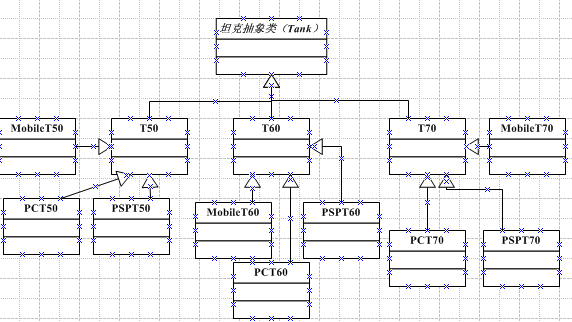 坦克抽象类（Tank）
MobileT50
T50
T60
T70
MobileT70
PCT50
PSPT50
MobileT60
PSPT60
PCT60
PCT70
PSPT70